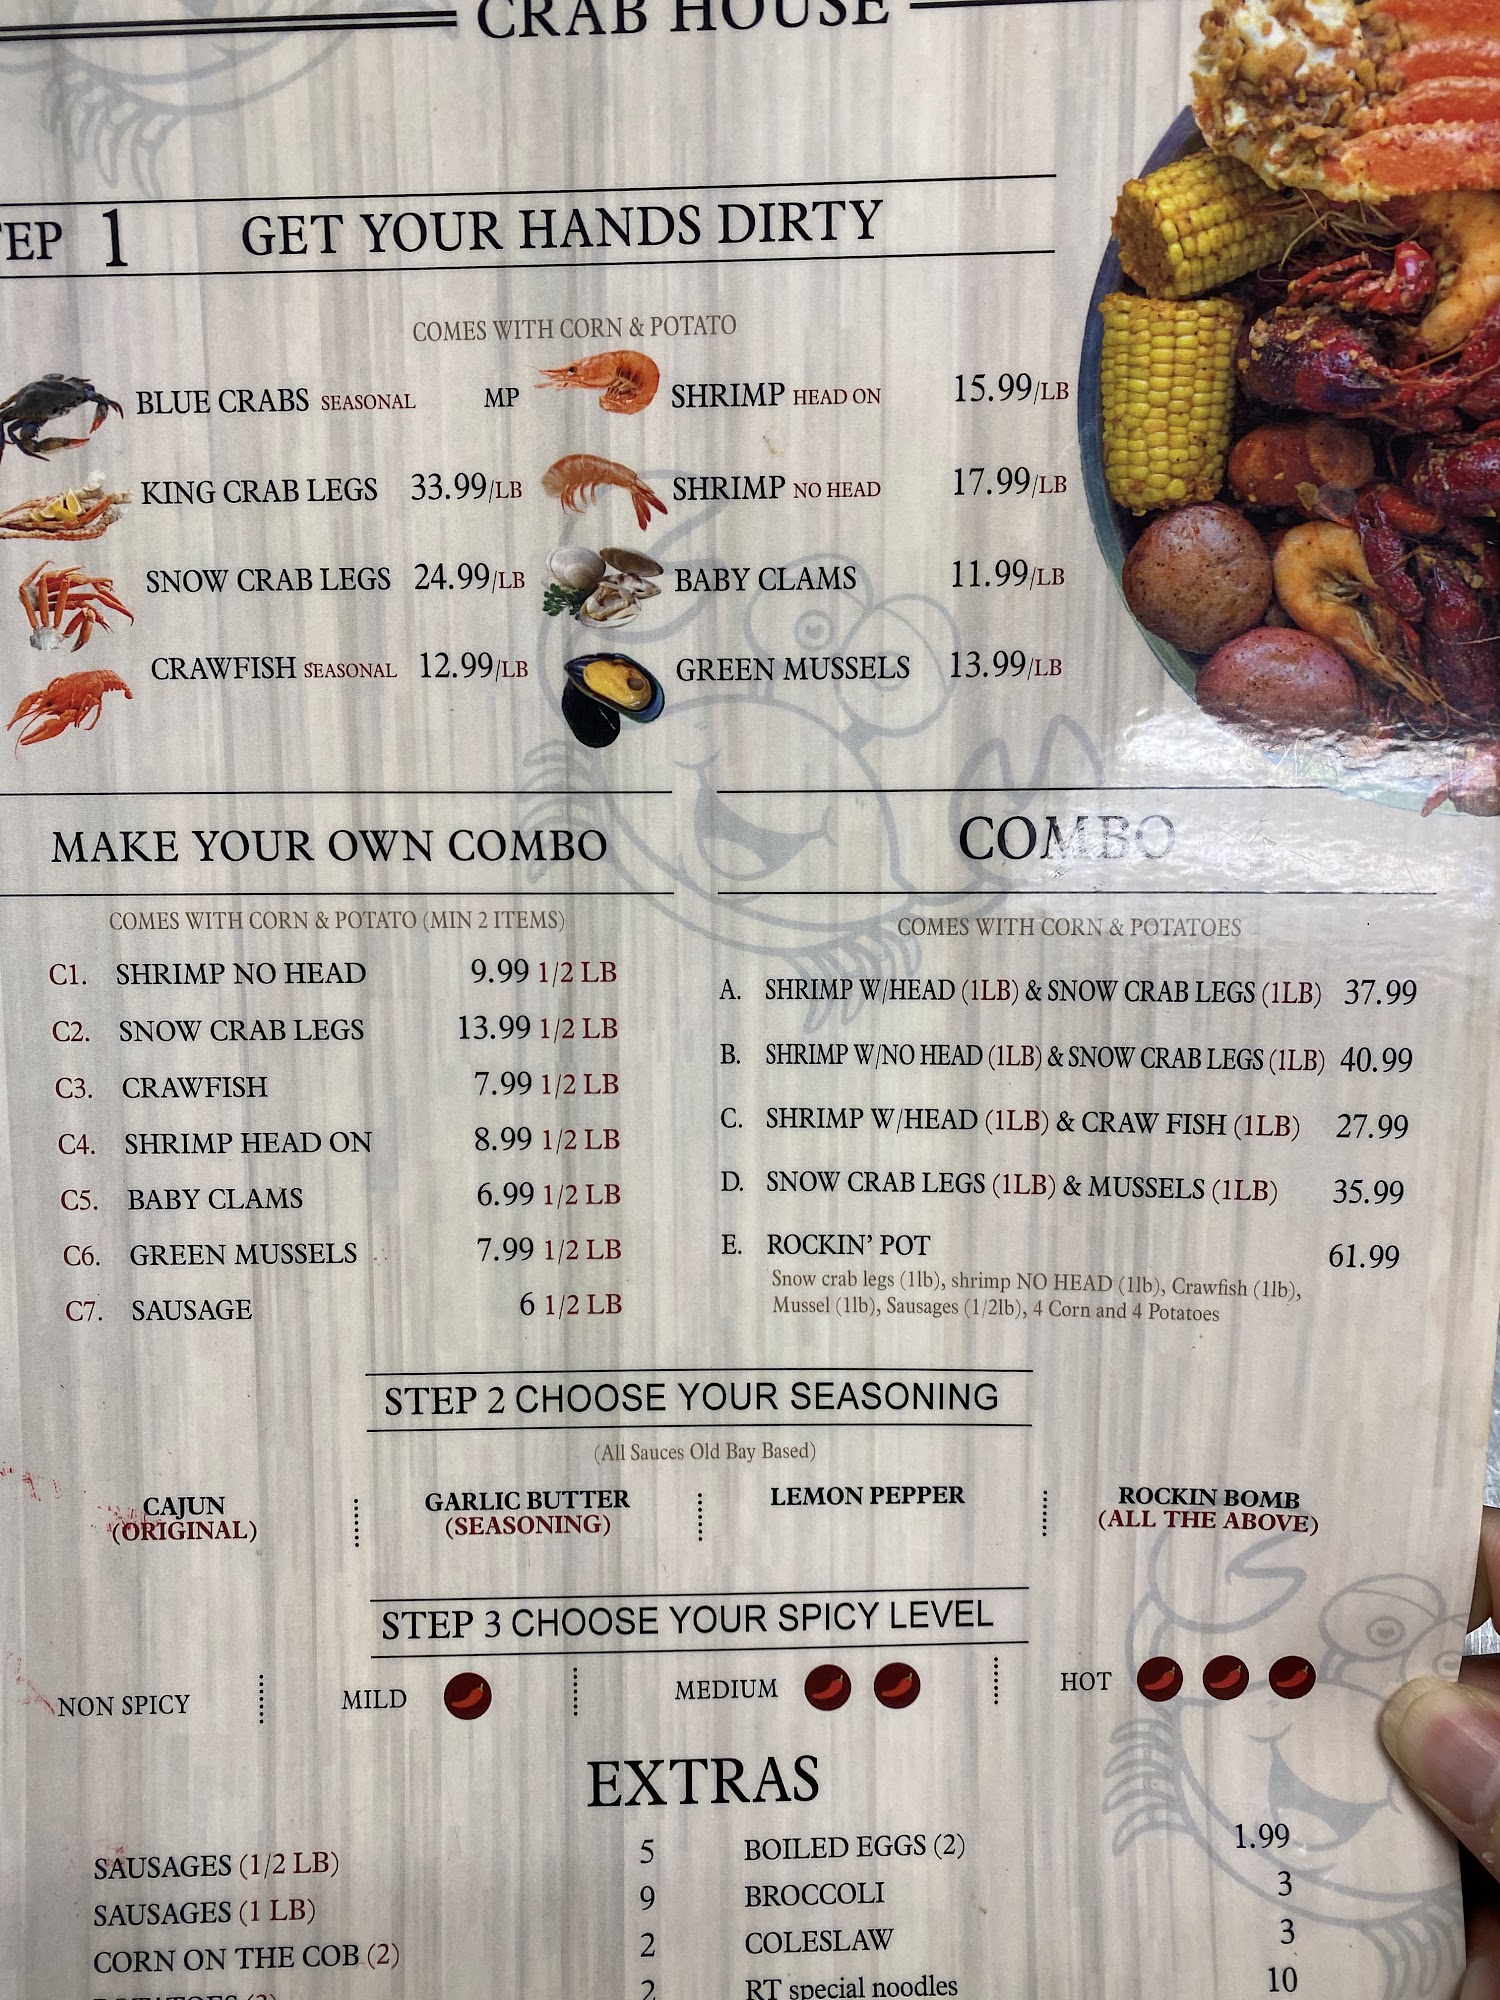 CRAB HOUSE
TEP 1 GET YOUR HANDS DIRTY
COMES WITH CORN & POTATO
BLUE CRABS SEASONAL MP
SHRIMP HEAD ON 15.99/LB
KING CRAB LEGS 33.99/LB
SHRIMP NO HEAD 17.99/LB
SNOW CRAB LEGS 24.99/LB
BABY CLAMS 11.99/LB
CRAWFISH SEASONAL 12.99/LB
GREEN MUSSELS 13.99/LB
MAKE YOUR OWN COMBO
COMES WITH CORN & POTATO (MIN 2 ITEMS)
C1. SHRIMP NO HEAD 9.99 1/2 LB
C2. SNOW CRAB LEGS 13.99 1/2 LB
C3. CRAWFISH 7.99 1/2 LB
C4. SHRIMP HEAD ON 8.99 1/2 LB
C5. BABY CLAMS 6.99 1/2 LB
C6. GREEN MUSSELS 7.99 1/2 LB
C7. SAUSAGE 6 1/2 LB
COMBO
COMES WITH CORN & POTATOES
A. SHRIMP W/HEAD (1LB) & SNOW CRAB LEGS (1LB) 37.99
B. SHRIMP W/NO HEAD (1LB) & SNOW CRAB LEGS (1LB) 40.99
C. SHRIMP W/HEAD (1LB) & CRAW FISH (1LB) 27.99
D. SNOW CRAB LEGS (1LB) & MUSSELS (1LB) 35.99
E. ROCKIN' POT 61.99
Snow crab legs (1lb), shrimp NO HEAD (1lb), Crawfish (1lb),
Mussel (1lb), Sausages (1/2lb), 4 Corn and 4 Potatoes
STEP 2 CHOOSE YOUR SEASONING
(All Sauces Old Bay Based)
CAJUN
(ORIGINAL)
GARLIC BUTTER
(SEASONING)
LEMON PEPPER
ROCKIN BOMB
(ALL THE ABOVE)
STEP 3 CHOOSE YOUR SPICY LEVEL
NON SPICY
MILD
MEDIUM
HOT
EXTRAS
SAUSAGES (1/2 LB) 5
SAUSAGES (1 LB) 9
CORN ON THE COB (2) 2
POTATOES (3) 2
BOILED EGGS (2) 1.99
BROCCOLI 3
COLESLAW 3
RT special noodles 10